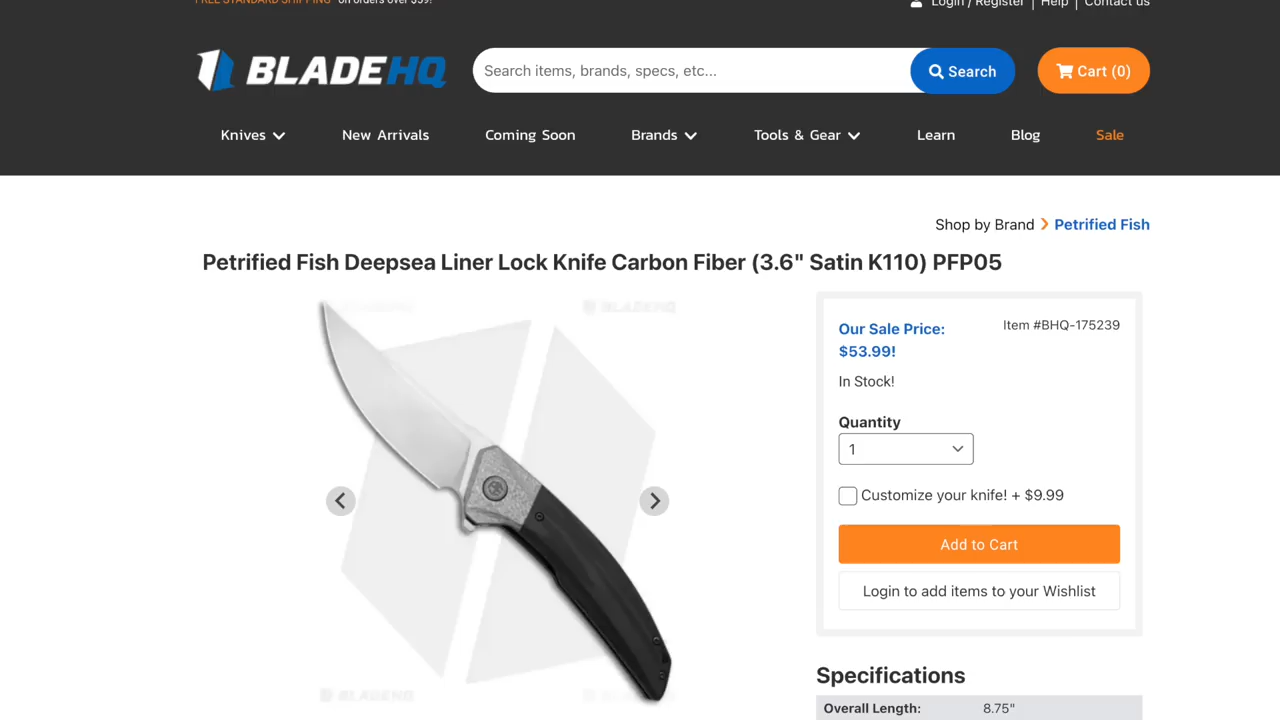 FREE STANDARD SHIPPING* on orders over $59!
Login / Register | Help | Contact us
BLADEHQ
Search items, brands, specs, etc...
Search
Cart (0)
Knives
New Arrivals
Coming Soon
Brands
Tools & Gear
Learn
Blog
Sale
Shop by Brand
Petrified Fish
Petrified Fish Deepsea Liner Lock Knife Carbon Fiber (3.6" Satin K110) PFP05
BLADEHQ
Our Sale Price:
Item #BHQ-175239
$53.99!
In Stock!
Quantity
1
Customize your knife! + $9.99
Add to Cart
Login to add items to your Wishlist
BLADEHQ
Specifications
Overall Length: 8.75"